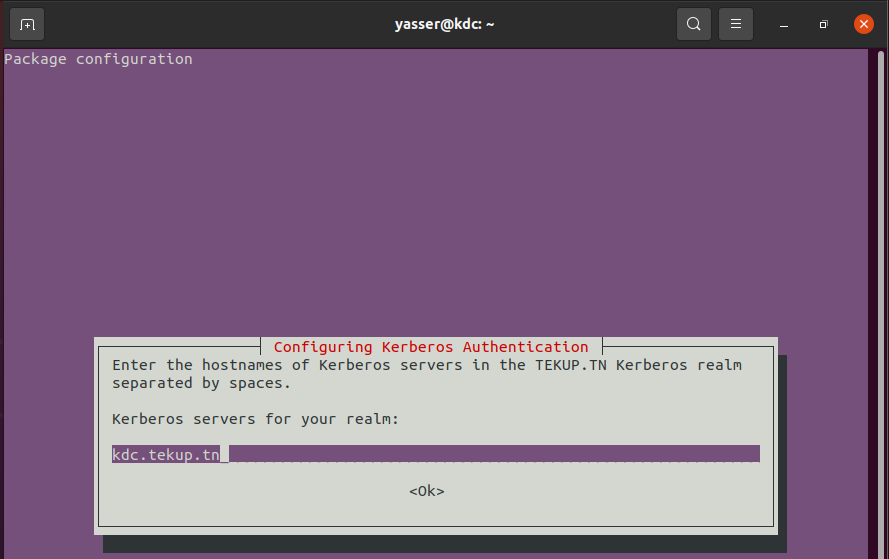 yasser@kdc: ~
Package configuration
Configuring Kerberos Authentication
Enter the hostnames of Kerberos servers in the TEKUP.TN Kerberos realm
separated by spaces.
Kerberos servers for your realm:
kdc.tekup.tn
<Ok>